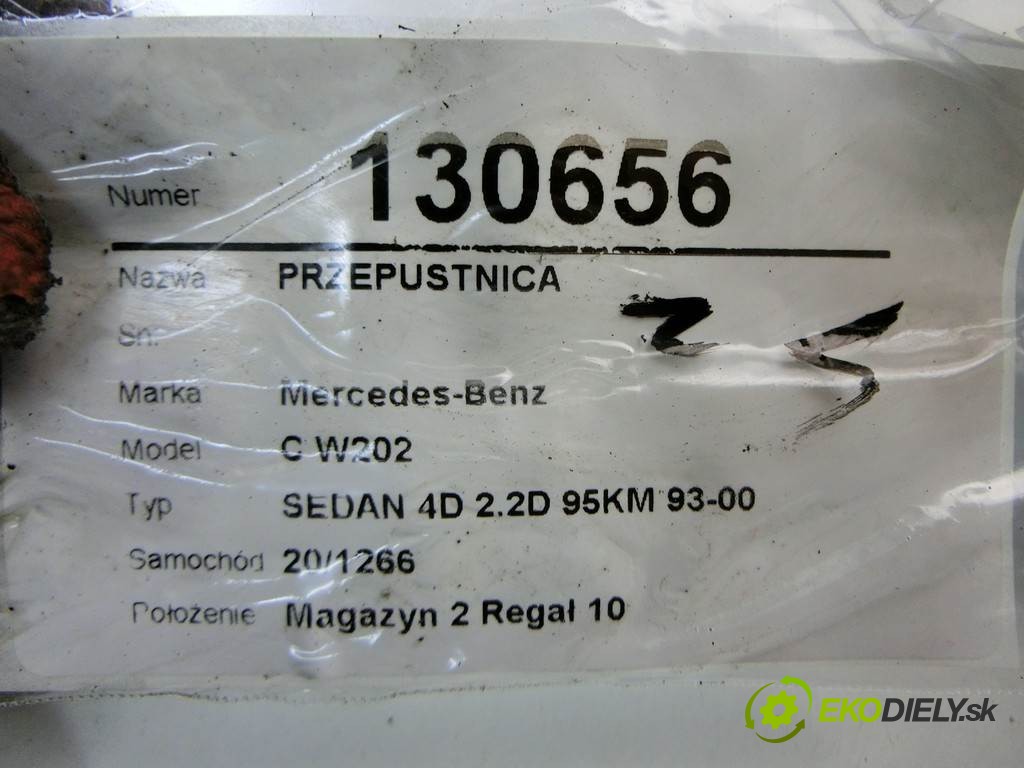 Numer 130656
Nazwa PRZEPUSTNICA
Sn:
Marka Mercedes-Benz
Model C W202
Typ SEDAN 4D 2.2D 95KM 93-00
Samochód 20/1266
Położenie Magazyn 2 Regał 10
EKODIELY.sk